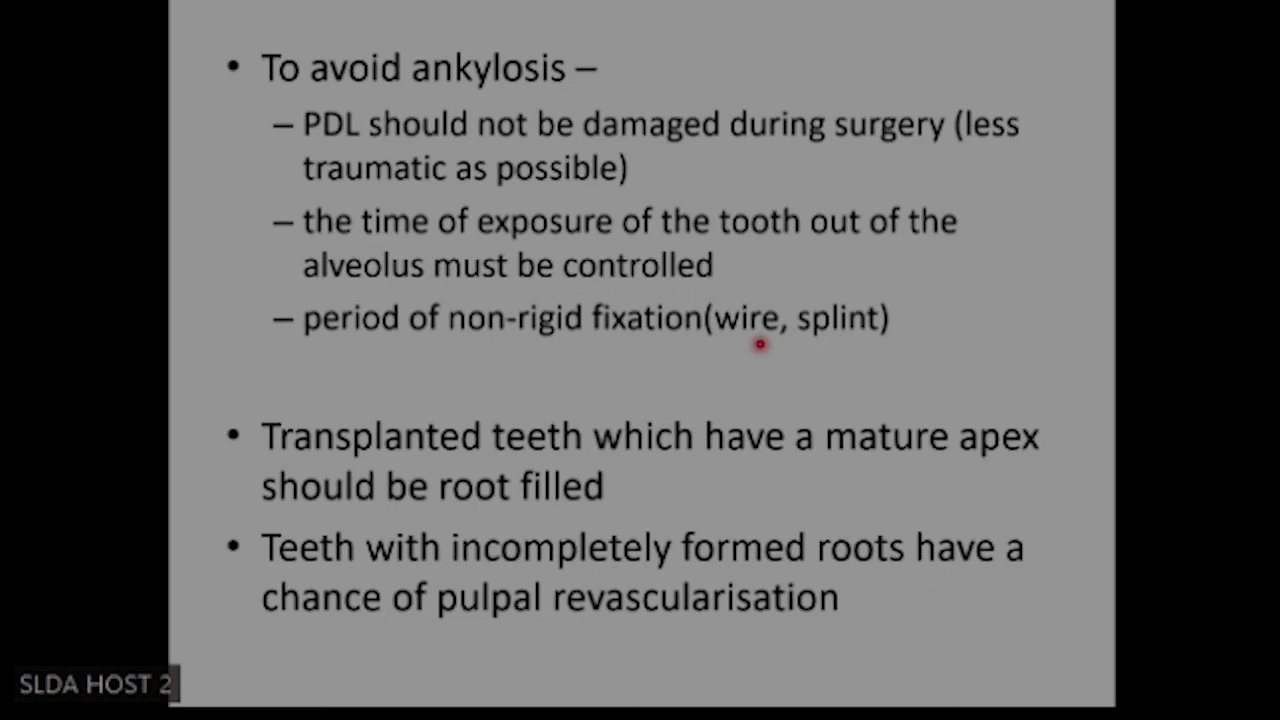 • To avoid ankylosis –
– PDL should not be damaged during surgery (less
traumatic as possible)
– the time of exposure of the tooth out of the
alveolus must be controlled
– period of non-rigid fixation(wire, splint)
• Transplanted teeth which have a mature apex
should be root filled
• Teeth with incompletely formed roots have a
chance of pulpal revascularisation
SLDA HOST 2